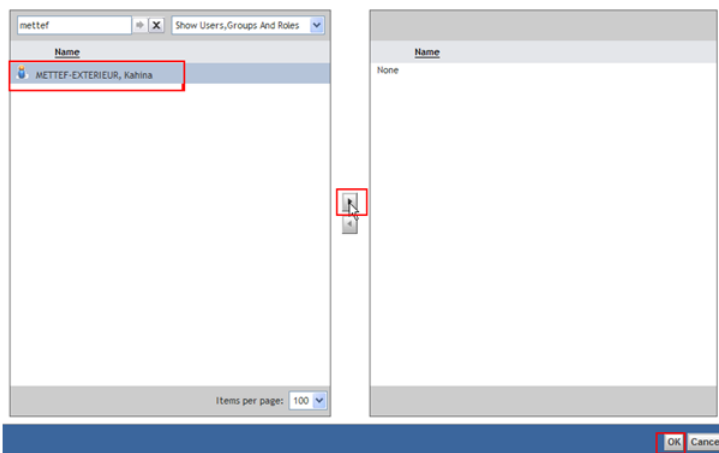 mettef
Show Users,Groups And Roles
Name
METTEF-EXTERIEUR, Kahina
Items per page: 100
Name
None
OK
Cance